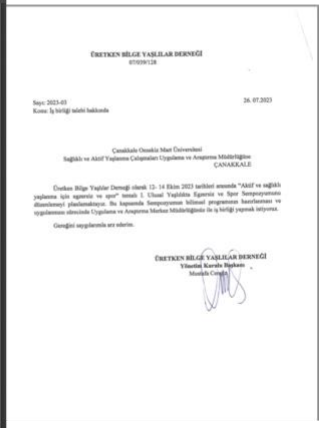 ÜRETKEN BİLGE YAŞLILAR DERNEĞİ
07/039/128
Sayı: 2023-03
26.07.2023
Konu: İş birliği talebi hakkında
Çanakkale Onsekiz Mart Üniversitesi
Sağlıklı ve Aktif Yaşlanma Çalışmaları Uygulama ve Araştırma Müdürlüğüne
ÇANAKKALE
Üretken Bilge Yaşlılar Derneği olarak 12- 14 Ekim 2023 tarihleri arasında "Aktif ve sağlıklı
yaşlanma için egzersiz ve spor" temalı I. Ulusal Yaşlılıkta Egzersiz ve Spor Sempozyumunu
düzenlemeyi planlamaktayız. Bu kapsamda Sempozyumun bilimsel programının hazırlanması ve
uygulanması sürecinde Uygulama ve Araştırma Merkez Müdürlüğünüz ile iş birliği yapmak istiyoruz.
Gereğini saygılarımla arz ederim.
ÜRETKEN BİLGE YAŞLILAR DERNEĞİ
Yönetim Kurulu Başkanı
Mustafa